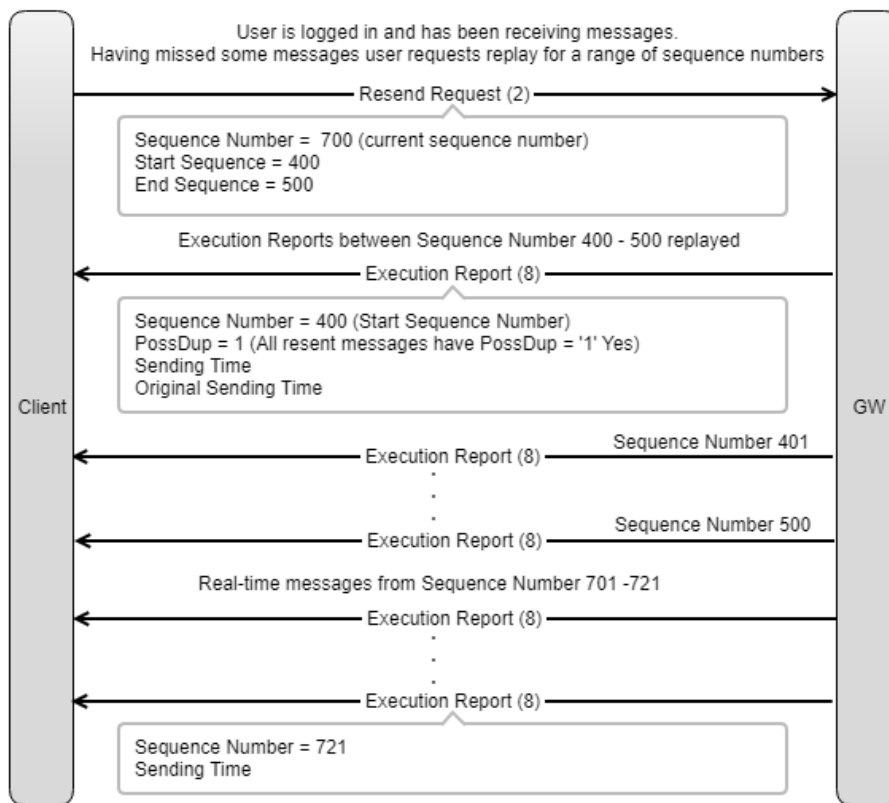 User is logged in and has been receiving messages.
Having missed some messages user requests replay for a range of sequence numbers
Resend Request (2)
Sequence Number =  700 (current sequence number)
Start Sequence = 400
End Sequence = 500
Execution Reports between Sequence Number 400 - 500 replayed
Execution Report (8)
Sequence Number = 400 (Start Sequence Number)
PossDup = 1 (All resent messages have PossDup = '1' Yes)
Sending Time
Original Sending Time
Client
GW
Sequence Number 401
Execution Report (8)
Sequence Number 500
Execution Report (8)
Real-time messages from Sequence Number 701 -721
Execution Report (8)
Execution Report (8)
Sequence Number = 721
Sending Time